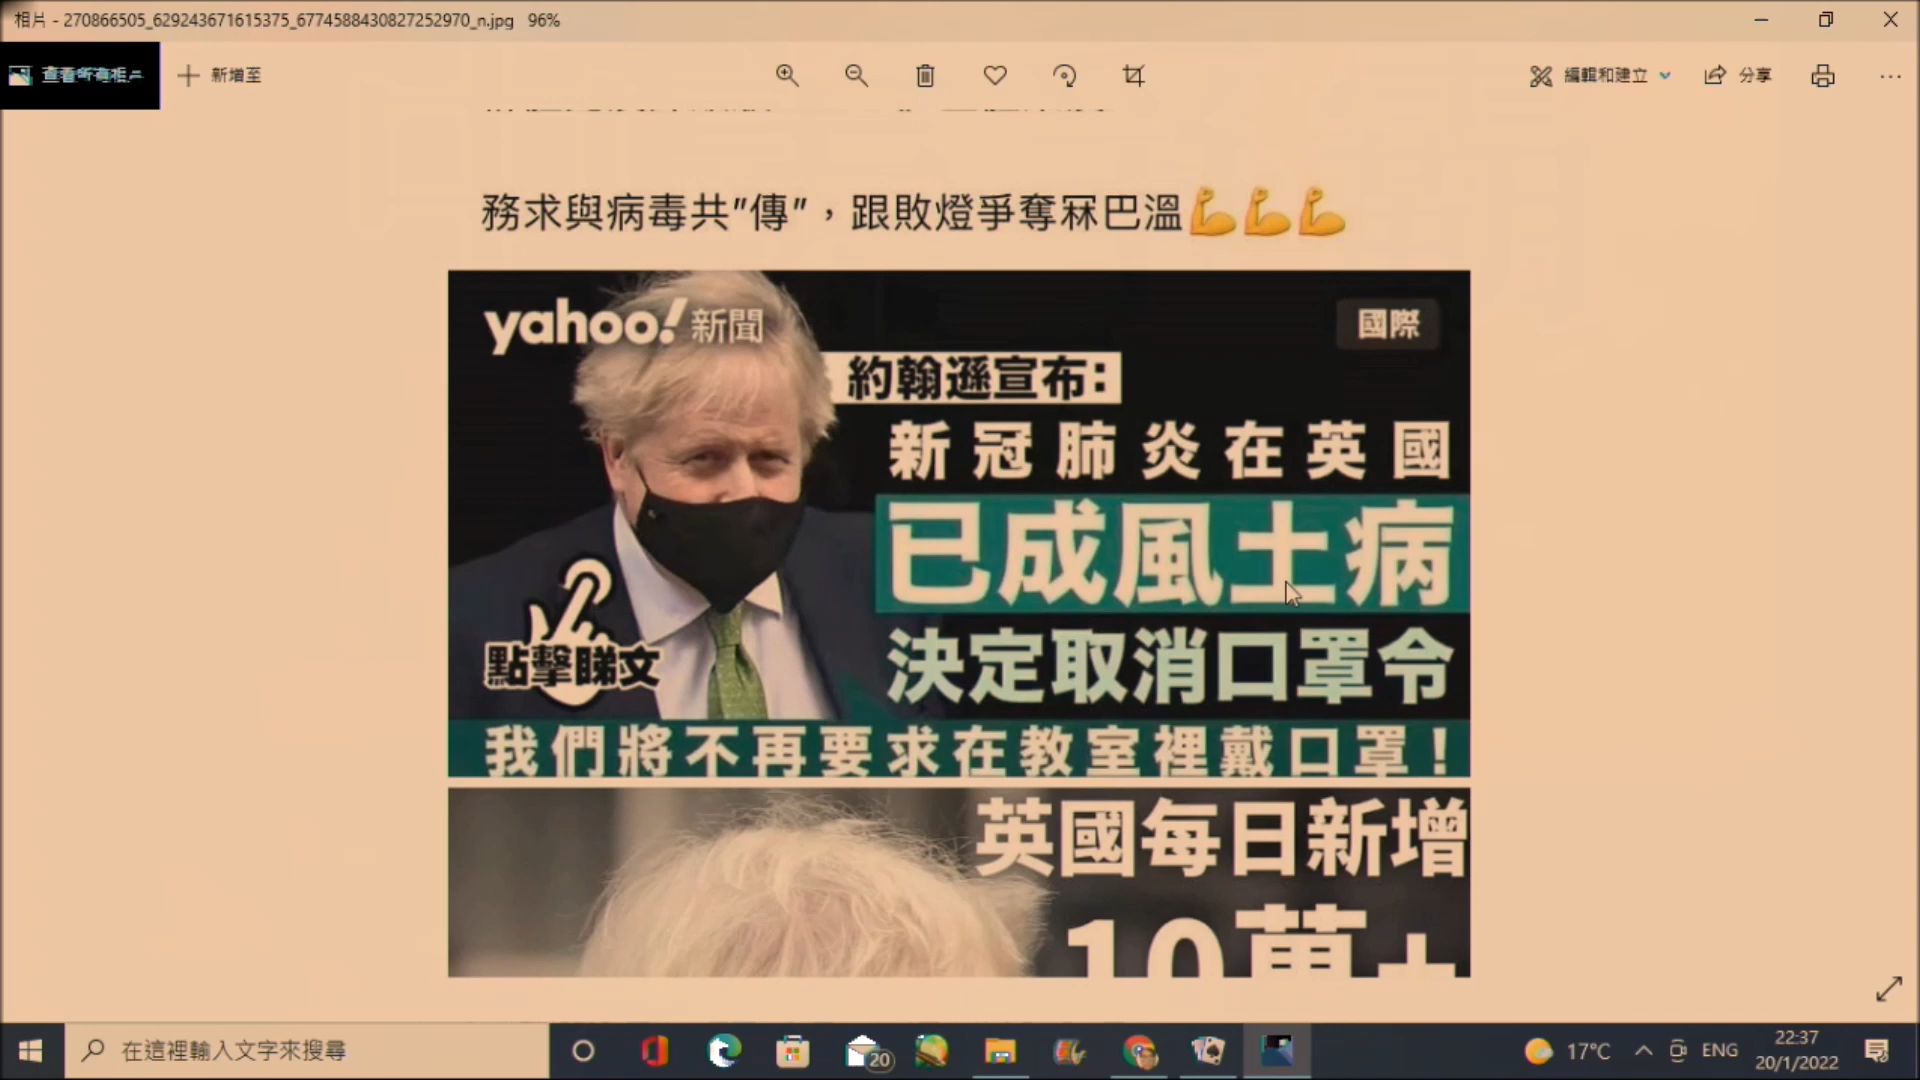 相片 - 270866505_629243671615375_6774588430827252970_n.jpg 96%
新增至
編輯和建立
分享
務求與病毒共"傳"，跟敗燈爭奪冧巴溫💪💪💪
yahoo!新聞
國際
約翰遜宣布：
新冠肺炎在英國
已成風土病
決定取消口罩令
點擊睇文
我們將不再要求在教室裡戴口罩！
英國每日新增
10萬+
在這裡輸入文字來搜尋
20
17°C
ENG
22:37
20/1/2022